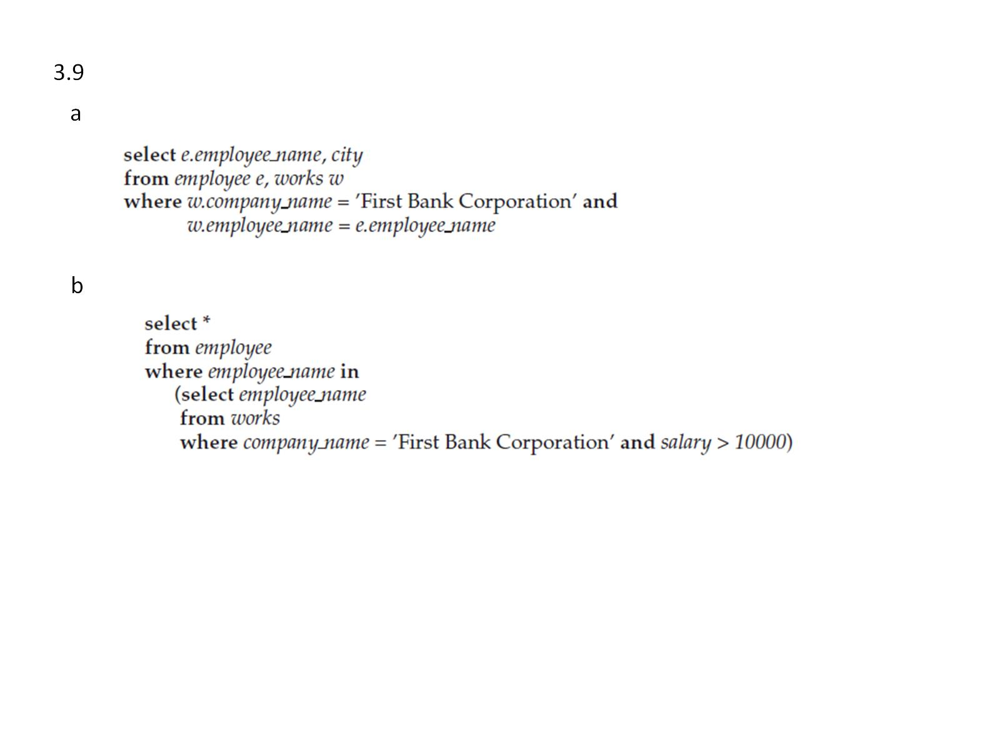 3.9
a
select e.employee_name, city
from employee e, works w
where w.company_name = ’First Bank Corporation’ and
w.employee_name = e.employee_name
b
select *
from employee
where employee_name in
(select employee_name
from works
where company_name = ’First Bank Corporation’ and salary > 10000)